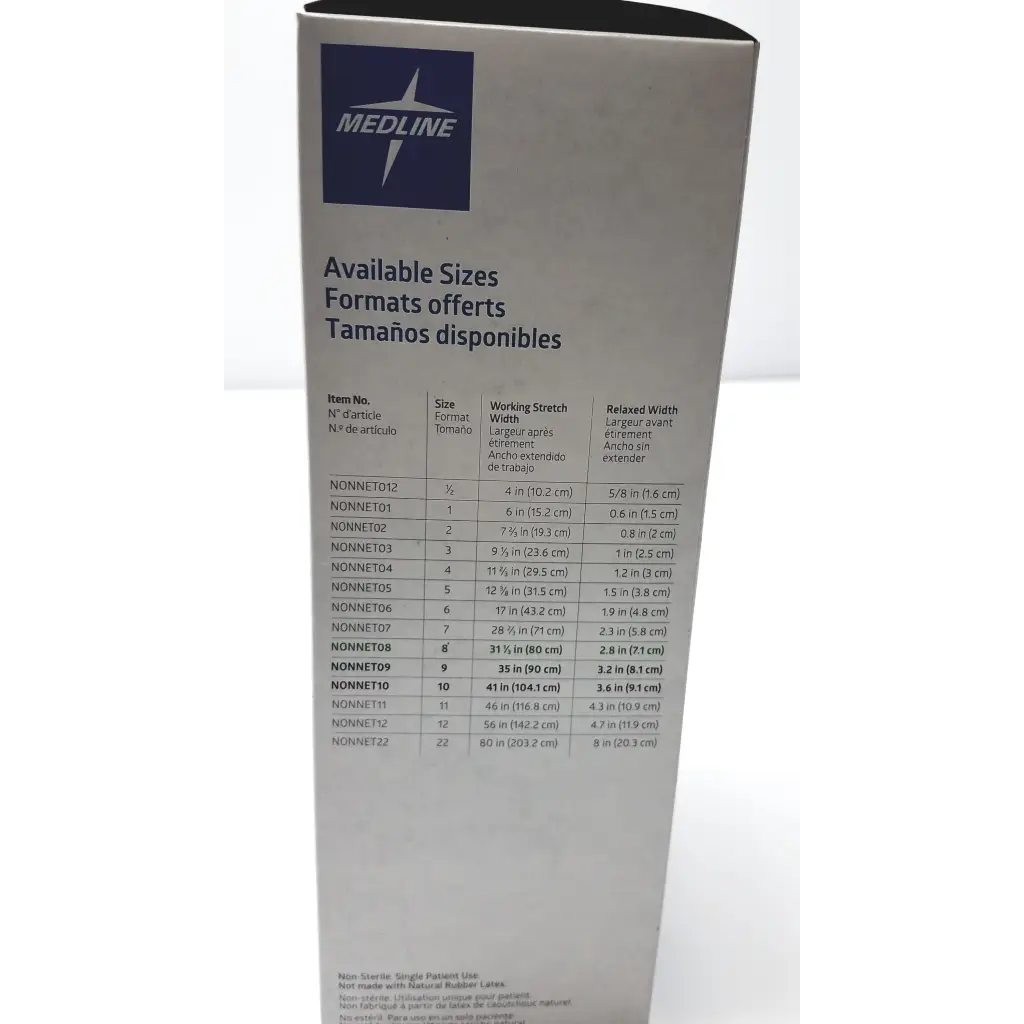 MEDLINE
Available Sizes
Formats offerts
Tamaños disponibles
Item No.
N° d'article
N.º de artículo
Size
Format
Tomaño
Working Stretch
Width
Largeur après
étirement
Ancho extendido
de trabajo
Relaxed Width
Largeur avant
étirement
Ancho sin
extender
NONNET012 ½ 4 in (10.2 cm) 5/8 in (1.6 cm)
NONNET01 1 6 in (15.2 cm) 0.6 in (1.5 cm)
NONNET02 2 7 ⅔ in (19.3 cm) 0.8 in (2 cm)
NONNET03 3 9 ⅓ in (23.6 cm) 1 in (2.5 cm)
NONNET04 4 11 ⅔ in (29.5 cm) 1.2 in (3 cm)
NONNET05 5 12 ⅜ in (31.5 cm) 1.5 in (3.8 cm)
NONNET06 6 17 in (43.2 cm) 1.9 in (4.8 cm)
NONNET07 7 28 ⅔ in (71 cm) 2.3 in (5.8 cm)
NONNET08 8 31 ⅓ in (80 cm) 2.8 in (7.1 cm)
NONNET09 9 35 in (90 cm) 3.2 in (8.1 cm)
NONNET10 10 41 in (104.1 cm) 3.6 in (9.1 cm)
NONNET11 11 46 in (116.8 cm) 4.3 in (10.9 cm)
NONNET12 12 56 in (142.2 cm) 4.7 in (11.9 cm)
NONNET22 22 80 in (203.2 cm) 8 in (20.3 cm)
Non-Sterile. Single Patient Use.
Not made with Natural Rubber Latex.
Non-stérile. Utilisation unique pour patient.
Non fabriqué à partir de latex de caoutchouc naturel.
No estéril. Para uso en un solo paciente.